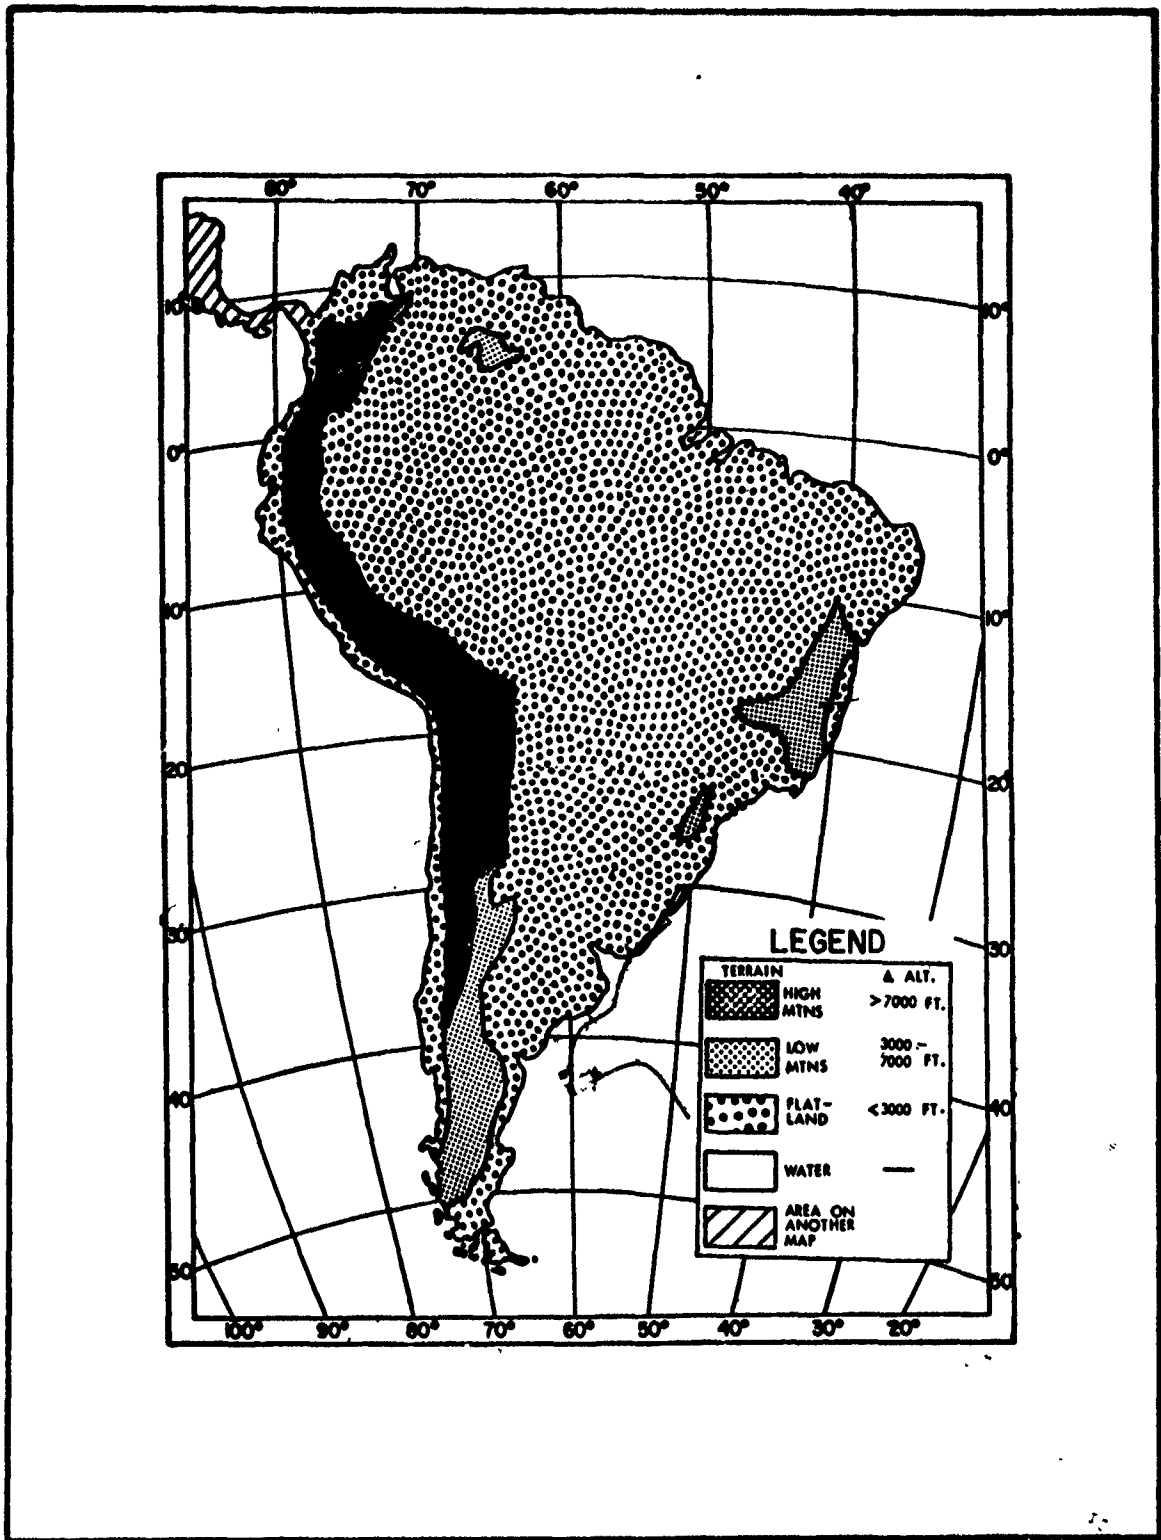 80° 70° 60° 50° 40°
10° 10°
0° 0°
10° 10°
20 20
30 30
40 40
50 50
LEGEND
TERRAIN Δ ALT.
HIGH MTNS >7000 FT.
LOW MTNS 3000 – 7000 FT.
FLAT- LAND <3000 FT.
WATER —
AREA ON ANOTHER MAP
100° 90° 80° 70° 60° 50° 40° 30° 20°